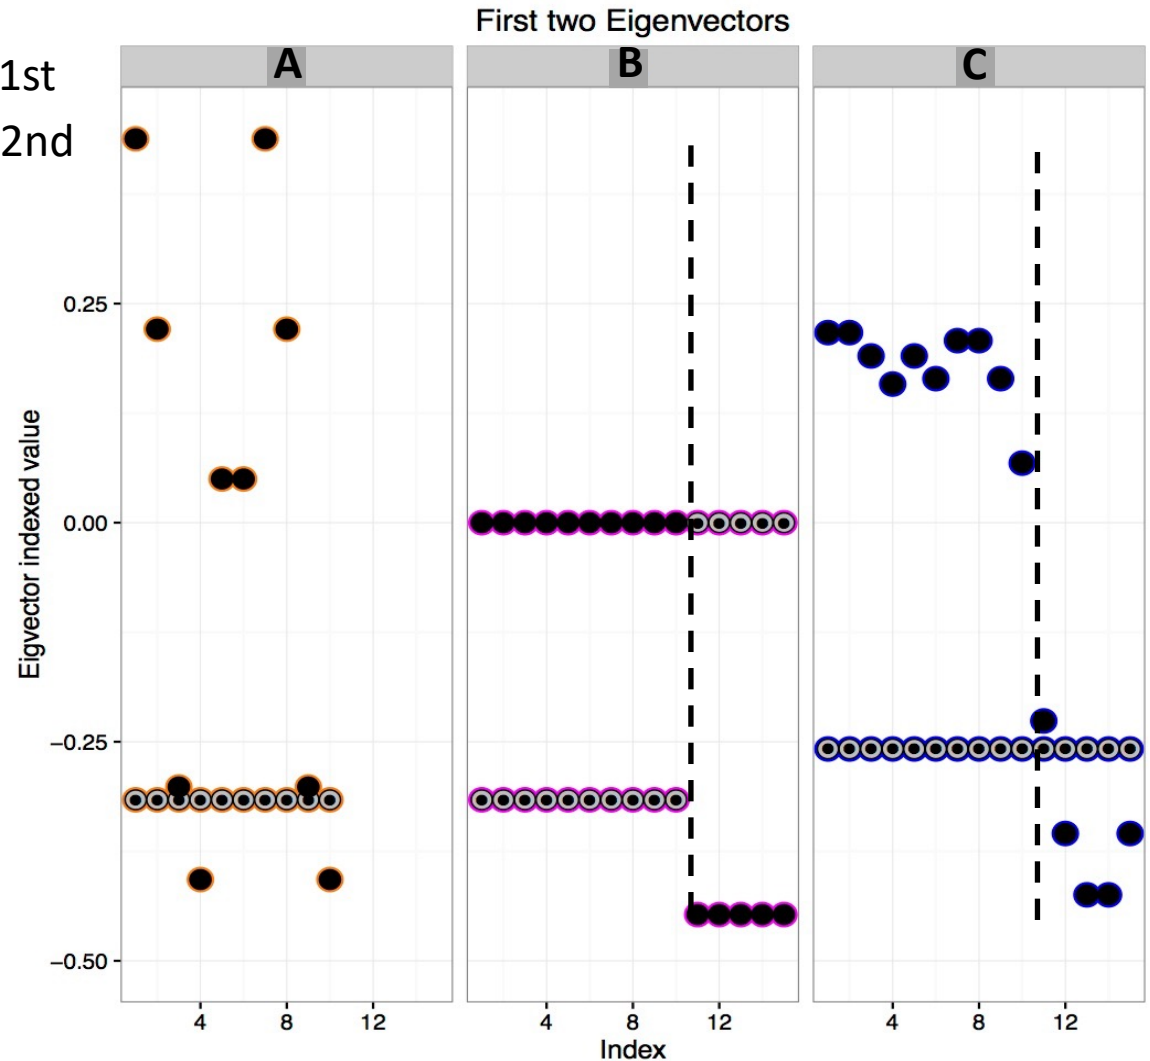 First two Eigenvectors
1st
2nd
A
B
C
Eigvector indexed value
0.25
0.00
−0.25
−0.50
4 8 12
4 8 12
4 8 12
Index